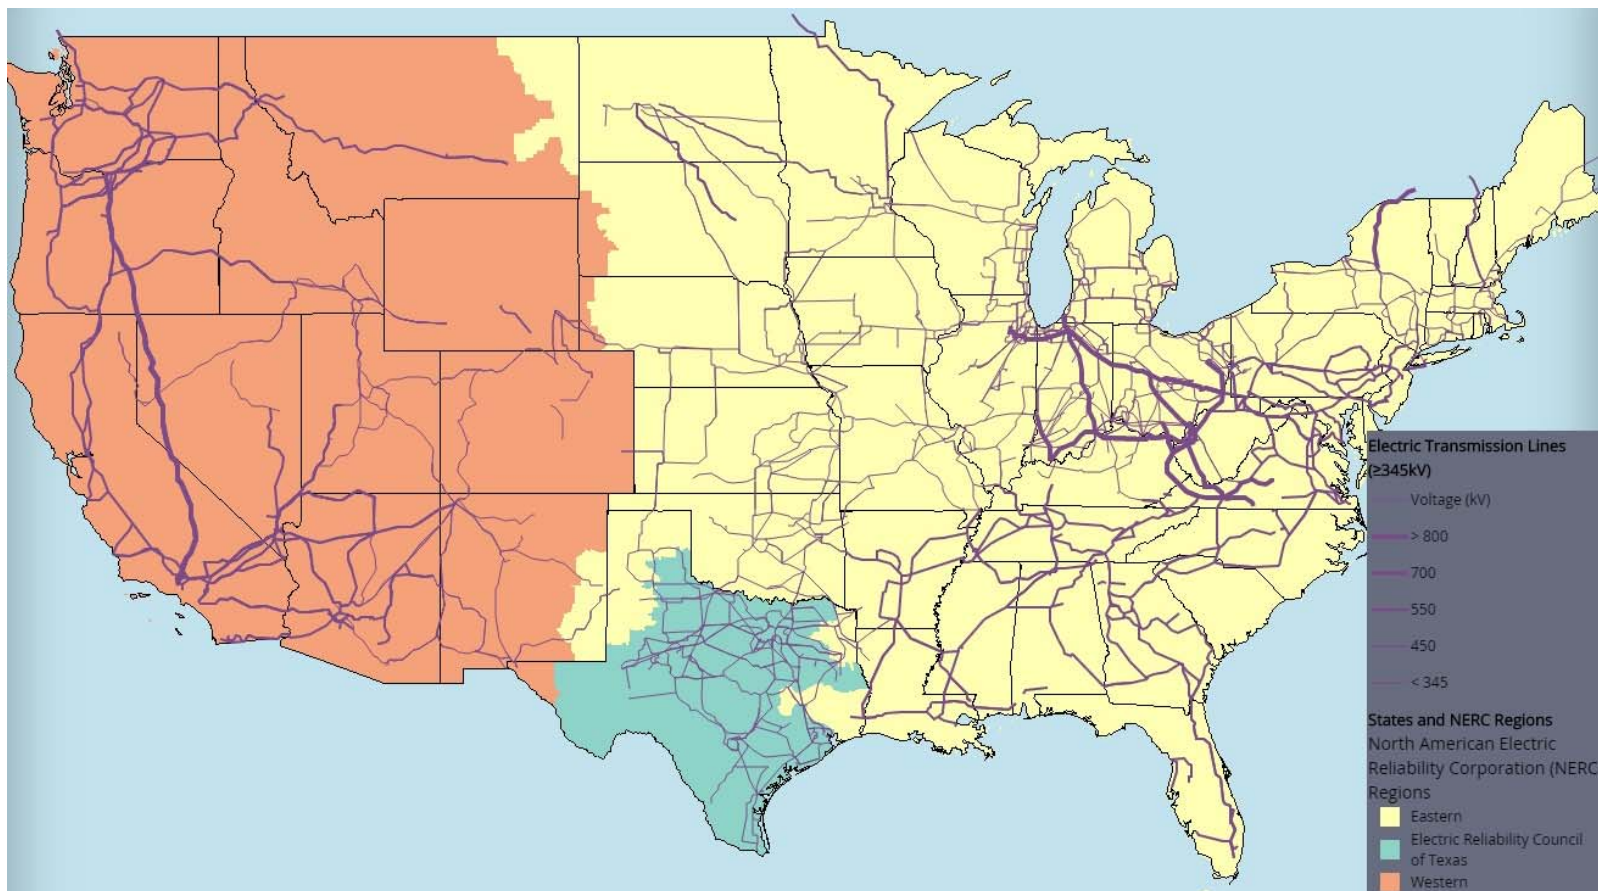 Electric Transmission Lines
(≥345kV)
Voltage (kV)
> 800
700
550
450
< 345
States and NERC Regions
North American Electric
Reliability Corporation (NERC
Regions
Eastern
Electric Reliability Council
of Texas
Western